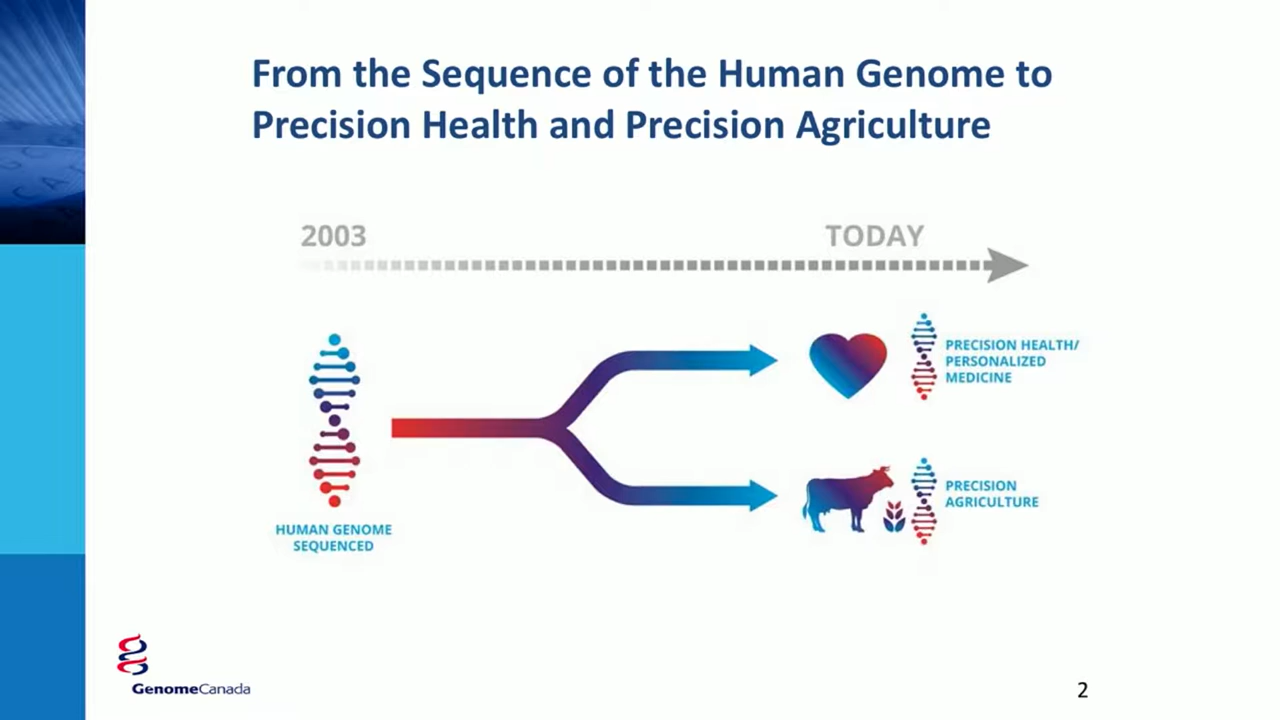 From the Sequence of the Human Genome to
Precision Health and Precision Agriculture
2003
TODAY
PRECISION HEALTH/
PERSONALIZED
MEDICINE
PRECISION
AGRICULTURE
HUMAN GENOME
SEQUENCED
GenomeCanada
2